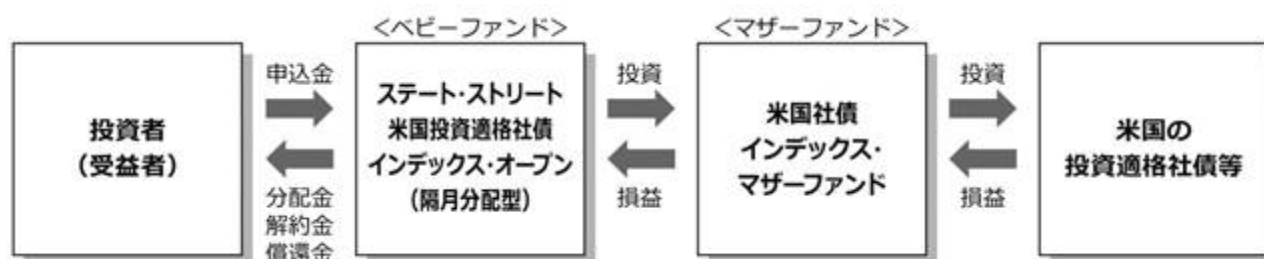 <ベビーファンド>
<マザーファンド>
投資者
(受益者)
申込金
分配金
解約金
償還金
ステート・ストリート
米国投資適格社債
インデックス・オープン
(隔月分配型)
投資
損益
米国社債
インデックス・
マザーファンド
投資
損益
米国の
投資適格社債等